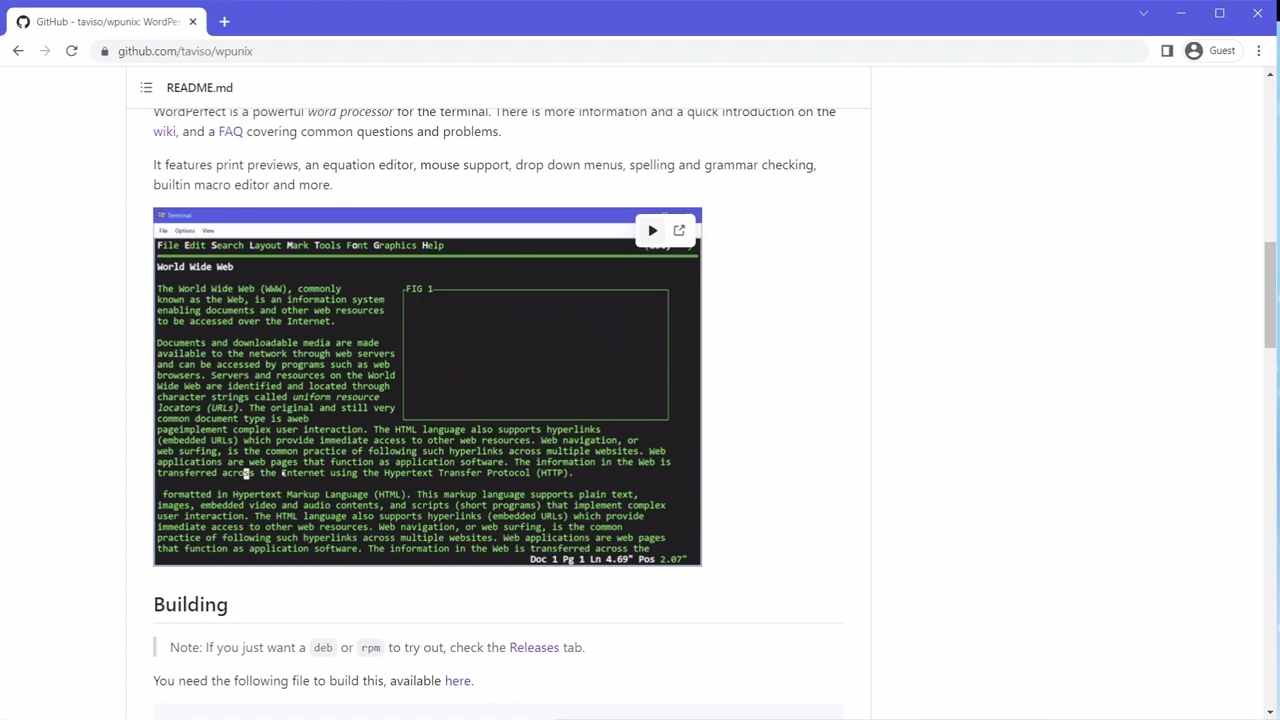 GitHub - taviso/wpunix: WordPe
github.com/taviso/wpunix
Guest
README.md
WordPerfect is a powerful word processor for the terminal. There is more information and a quick introduction on the
wiki, and a FAQ covering common questions and problems.
It features print previews, an equation editor, mouse support, drop down menus, spelling and grammar checking,
builtin macro editor and more.
Terminal
File Options View
File Edit Search Layout Mark Tools Font Graphics Help
World Wide Web
FIG 1
The World Wide Web (WWW), commonly
known as the Web, is an information system
enabling documents and other web resources
to be accessed over the Internet.
Documents and downloadable media are made
available to the network through web servers
and can be accessed by programs such as web
browsers. Servers and resources on the World
Wide Web are identified and located through
character strings called uniform resource
locators (URLs). The original and still very
common document type is aweb
pageimplement complex user interaction. The HTML language also supports hyperlinks
(embedded URLs) which provide immediate access to other web resources. Web navigation, or
web surfing, is the common practice of following such hyperlinks across multiple websites. Web
applications are web pages that function as application software. The information in the Web is
transferred across the Internet using the Hypertext Transfer Protocol (HTTP).
formatted in Hypertext Markup Language (HTML). This markup language supports plain text,
images, embedded video and audio contents, and scripts (short programs) that implement complex
user interaction. The HTML language also supports hyperlinks (embedded URLs) which provide
immediate access to other web resources. Web navigation, or web surfing, is the common
practice of following such hyperlinks across multiple websites. Web applications are web pages
that function as application software. The information in the Web is transferred across the
Doc 1 Pg 1 Ln 4.69" Pos 2.07"
Building
Note: If you just want a deb or rpm to try out, check the Releases tab.
You need the following file to build this, available here.